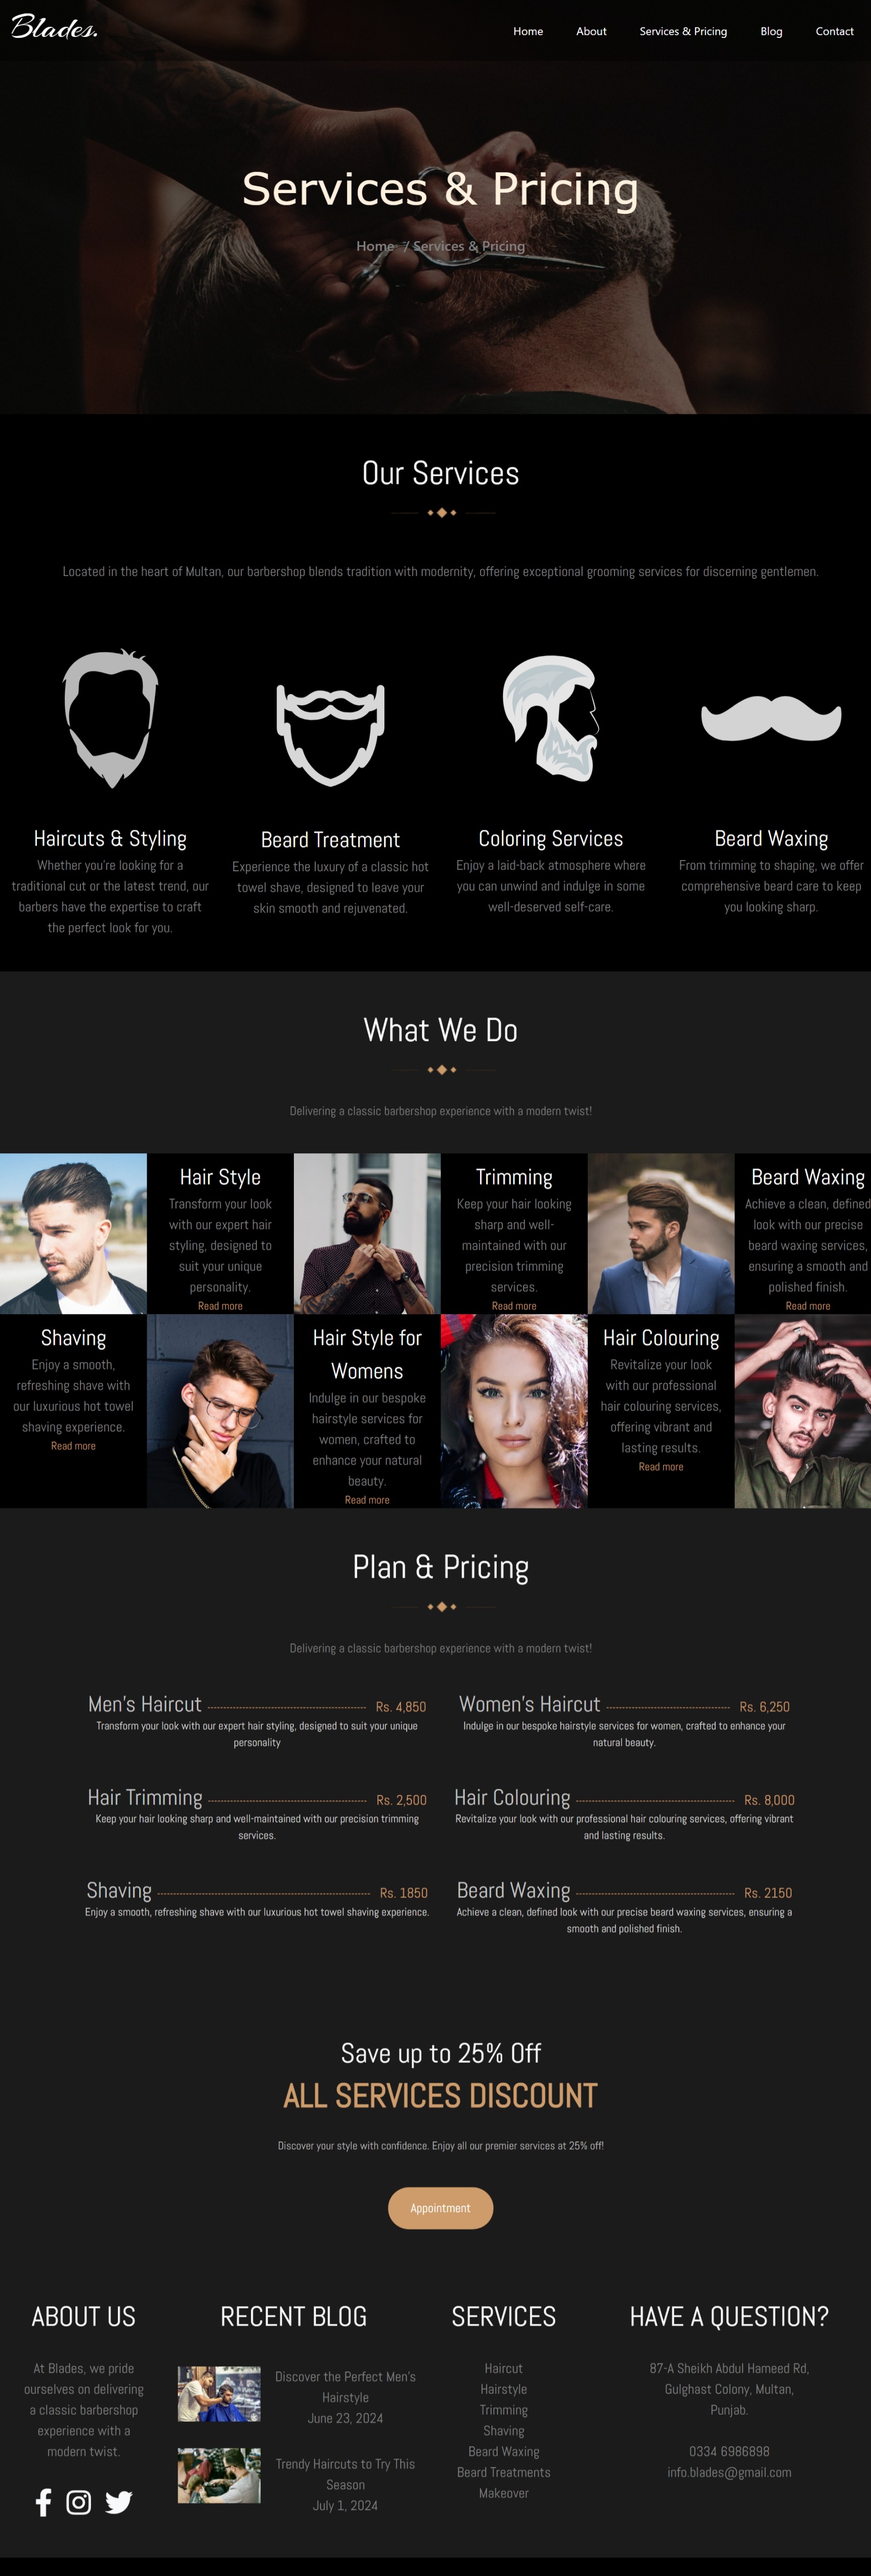 Blades.
Home
About
Services & Pricing
Blog
Contact
Services & Pricing
Home / Services & Pricing
Our Services
Located in the heart of Multan, our barbershop blends tradition with modernity, offering exceptional grooming services for discerning gentlemen.
Haircuts & Styling
Whether you're looking for a
traditional cut or the latest trend, our
barbers have the expertise to craft
the perfect look for you.
Beard Treatment
Experience the luxury of a classic hot
towel shave, designed to leave your
skin smooth and rejuvenated.
Coloring Services
Enjoy a laid-back atmosphere where
you can unwind and indulge in some
well-deserved self-care.
Beard Waxing
From trimming to shaping, we offer
comprehensive beard care to keep
you looking sharp.
What We Do
Delivering a classic barbershop experience with a modern twist!
Hair Style
Transform your look
with our expert hair
styling, designed to
suit your unique
personality.
Read more
Trimming
Keep your hair looking
sharp and well-
maintained with our
precision trimming
services.
Read more
Beard Waxing
Achieve a clean, defined
look with our precise
beard waxing services,
ensuring a smooth and
polished finish.
Read more
Shaving
Enjoy a smooth,
refreshing shave with
our luxurious hot towel
shaving experience.
Read more
Hair Style for
Womens
Indulge in our bespoke
hairstyle services for
women, crafted to
enhance your natural
beauty.
Read more
Hair Colouring
Revitalize your look
with our professional
hair colouring services,
offering vibrant and
lasting results.
Read more
Plan & Pricing
Delivering a classic barbershop experience with a modern twist!
Men's Haircut Rs. 4,850
Transform your look with our expert hair styling, designed to suit your unique
personality
Women's Haircut Rs. 6,250
Indulge in our bespoke hairstyle services for women, crafted to enhance your
natural beauty.
Hair Trimming Rs. 2,500
Keep your hair looking sharp and well-maintained with our precision trimming
services.
Hair Colouring Rs. 8,000
Revitalize your look with our professional hair colouring services, offering vibrant
and lasting results.
Shaving Rs. 1850
Enjoy a smooth, refreshing shave with our luxurious hot towel shaving experience.
Beard Waxing Rs. 2150
Achieve a clean, defined look with our precise beard waxing services, ensuring a
smooth and polished finish.
Save up to 25% Off
ALL SERVICES DISCOUNT
Discover your style with confidence. Enjoy all our premier services at 25% off!
Appointment
ABOUT US
At Blades, we pride
ourselves on delivering
a classic barbershop
experience with a
modern twist.
RECENT BLOG
Discover the Perfect Men's
Hairstyle
June 23, 2024
Trendy Haircuts to Try This
Season
July 1, 2024
SERVICES
Haircut
Hairstyle
Trimming
Shaving
Beard Waxing
Beard Treatments
Makeover
HAVE A QUESTION?
87-A Sheikh Abdul Hameed Rd,
Gulghast Colony, Multan,
Punjab.
0334 6986898
info.blades@gmail.com